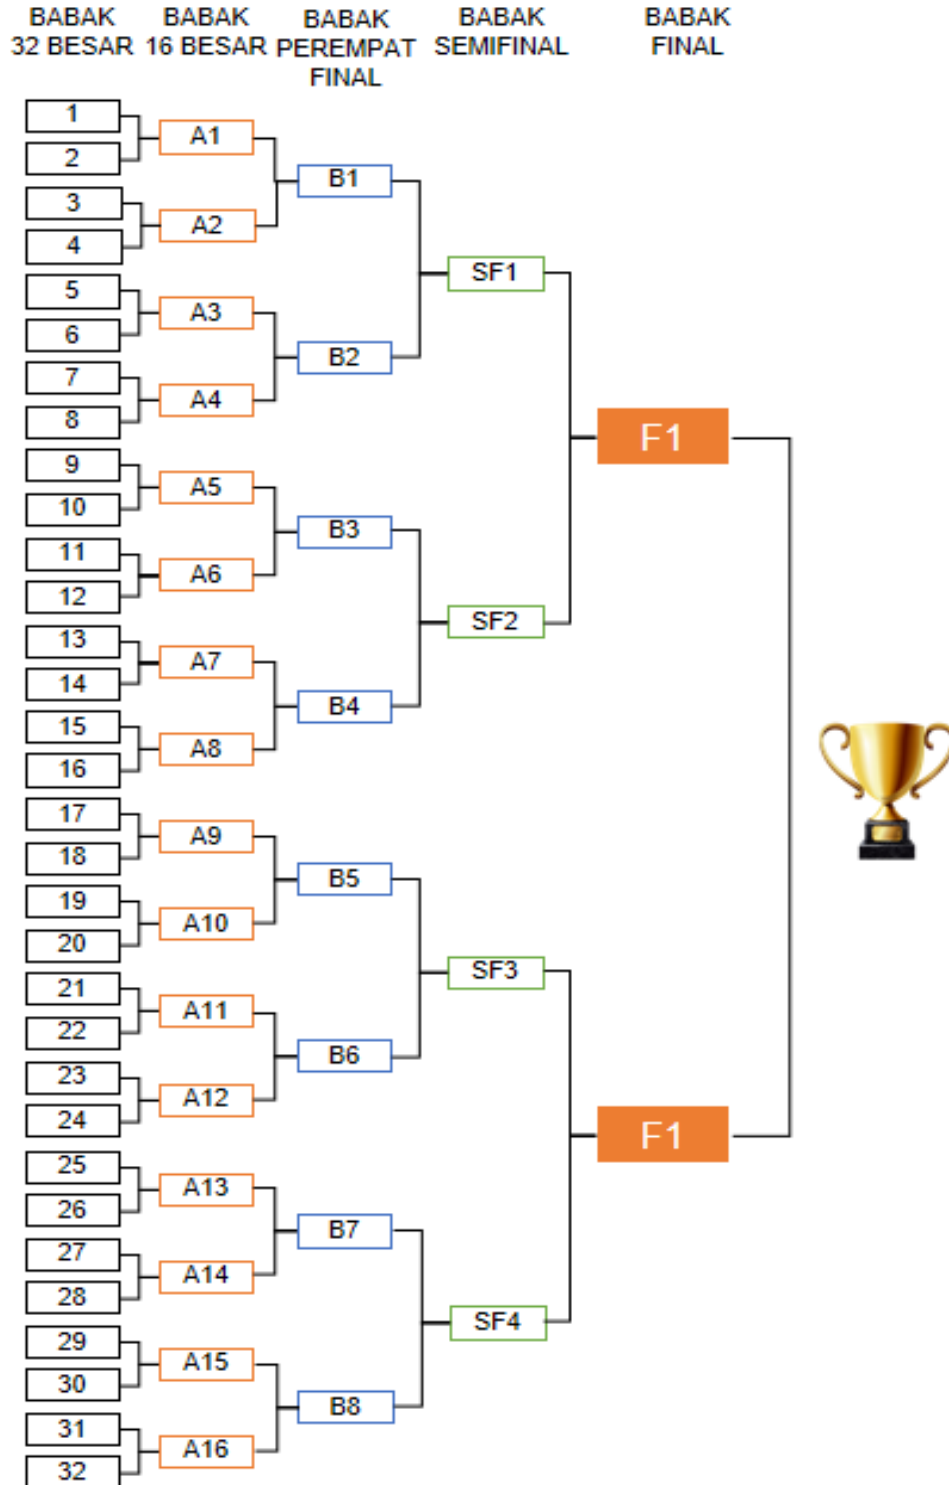 BABAK
32 BESAR
BABAK
16 BESAR
BABAK
PEREMPAT
FINAL
BABAK
SEMIFINAL
BABAK
FINAL
1
2
3
4
5
6
7
8
9
10
11
12
13
14
15
16
17
18
19
20
21
22
23
24
25
26
27
28
29
30
31
32
A1
A2
A3
A4
A5
A6
A7
A8
A9
A10
A11
A12
A13
A14
A15
A16
B1
B2
B3
B4
B5
B6
B7
B8
SF1
SF2
SF3
SF4
F1
F1